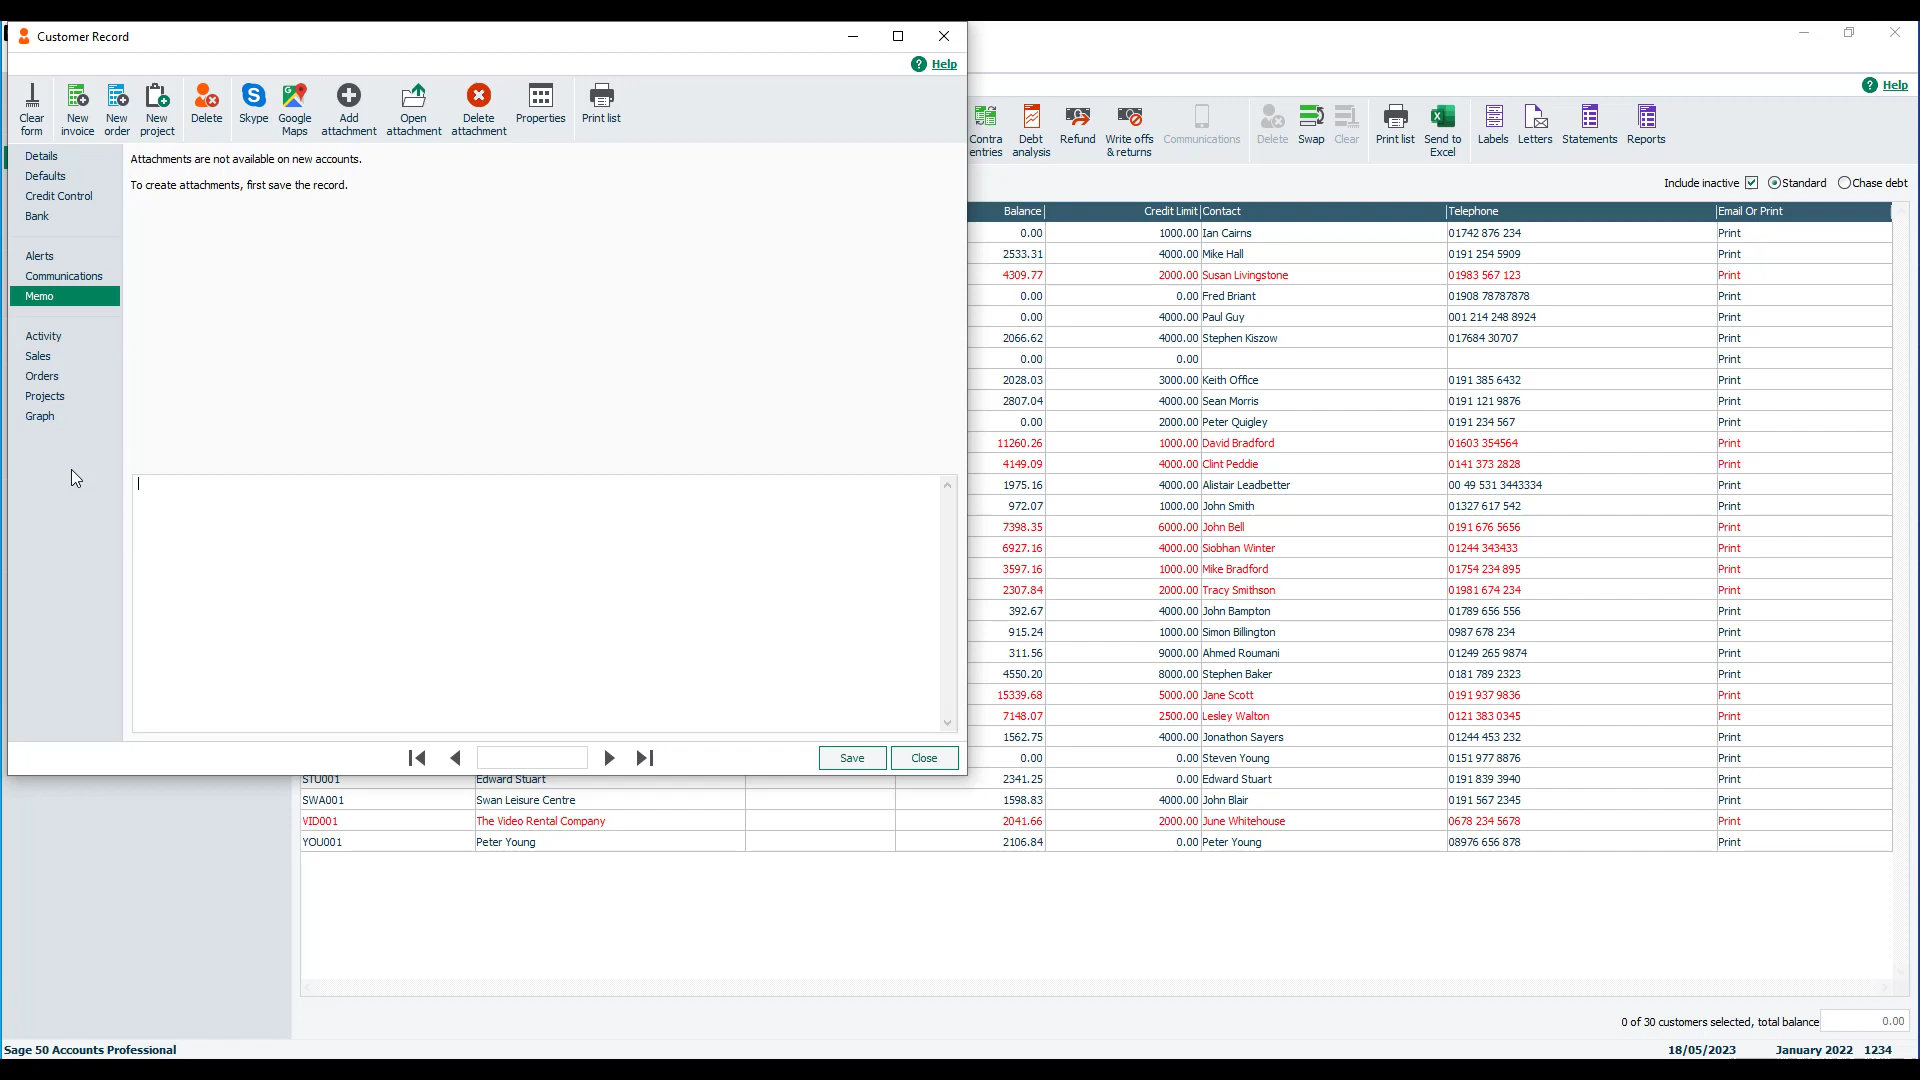 Customer Record
Help
Help
Clear form
New invoice
New order
New project
Delete
Skype
Google Maps
Add attachment
Open attachment
Delete attachment
Properties
Print list
Contra entries
Debt analysis
Refund
Write offs & returns
Communications
Delete
Swap
Clear
Print list
Send to Excel
Labels
Letters
Statements
Reports
Details
Defaults
Credit Control
Bank
Alerts
Communications
Memo
Activity
Sales
Orders
Projects
Graph
Attachments are not available on new accounts.
To create attachments, first save the record.
Save
Close
Include inactive Standard Chase debt
Balance Credit Limit Contact Telephone Email Or Print
0.00 1000.00 Ian Cairns 01742 876 234 Print
2533.31 4000.00 Mike Hall 0191 254 5909 Print
4309.77 2000.00 Susan Livingstone 01983 567 123 Print
0.00 0.00 Fred Briant 01908 78787878 Print
0.00 4000.00 Paul Guy 001 214 248 8924 Print
2066.62 4000.00 Stephen Kiszow 017684 30707 Print
0.00 0.00 Print
2028.03 3000.00 Keith Office 0191 385 6432 Print
2807.04 4000.00 Sean Morris 0191 121 9876 Print
0.00 2000.00 Peter Quigley 0191 234 567 Print
11260.26 1000.00 David Bradford 01603 354564 Print
4149.09 4000.00 Clint Peddie 0141 373 2828 Print
1975.16 4000.00 Alistair Leadbetter 00 49 531 3443334 Print
972.07 1000.00 John Smith 01327 617 542 Print
7398.35 6000.00 John Bell 0191 676 5656 Print
6927.16 4000.00 Siobhan Winter 01244 343433 Print
3597.16 1000.00 Mike Bradford 01754 234 895 Print
2307.84 2000.00 Tracy Smithson 01981 674 234 Print
392.67 4000.00 John Bampton 01789 656 556 Print
915.24 1000.00 Simon Billington 0987 678 234 Print
311.56 9000.00 Ahmed Roumani 01249 265 9874 Print
4550.20 8000.00 Stephen Baker 0181 789 2323 Print
15339.68 5000.00 Jane Scott 0191 937 9836 Print
7148.07 2500.00 Lesley Walton 0121 383 0345 Print
1562.75 4000.00 Jonathon Sayers 01244 453 232 Print
0.00 0.00 Steven Young 0151 977 8876 Print
STU001 Edward Stuart 2341.25 0.00 Edward Stuart 0191 839 3940 Print
SWA001 Swan Leisure Centre 1598.83 4000.00 John Blair 0191 567 2345 Print
VID001 The Video Rental Company 2041.66 2000.00 June Whitehouse 0678 234 5678 Print
YOU001 Peter Young 2106.84 0.00 Peter Young 08976 656 878 Print
0 of 30 customers selected, total balance 0.00
Sage 50 Accounts Professional 18/05/2023 January 2022 1234